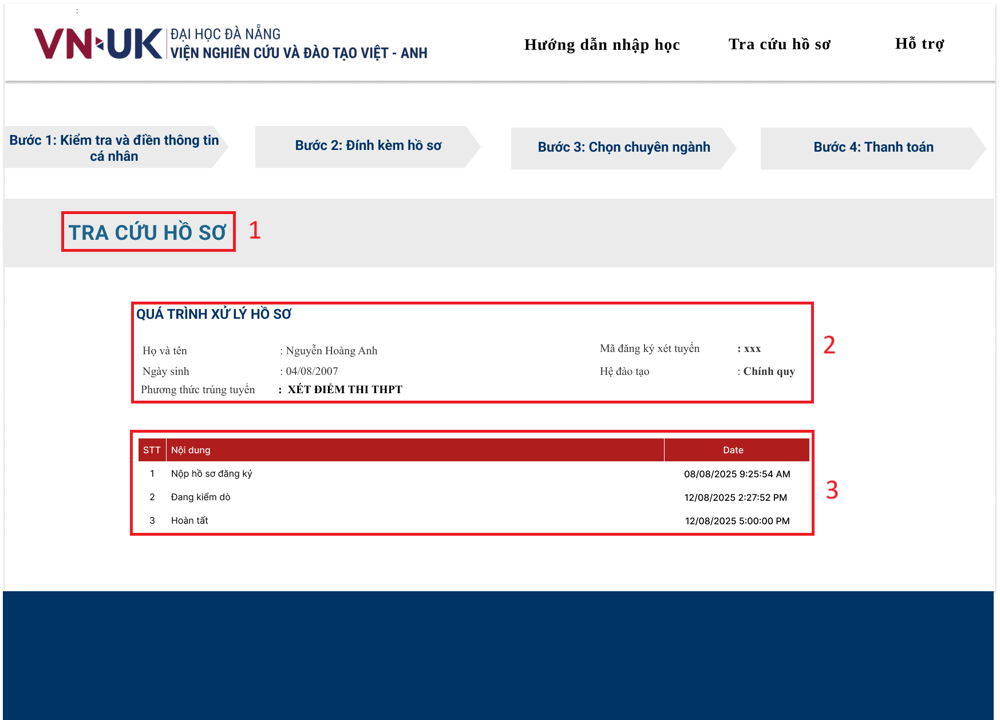 :
VN-UK
ĐẠI HỌC ĐÀ NẴNG
VIỆN NGHIÊN CỨU VÀ ĐÀO TẠO VIỆT - ANH
Hướng dẫn nhập học
Tra cứu hồ sơ
Hỗ trợ
Bước 1: Kiểm tra và điền thông tin
cá nhân
Bước 2: Đính kèm hồ sơ
Bước 3: Chọn chuyên ngành
Bước 4: Thanh toán
TRA CỨU HỒ SƠ
1
QUÁ TRÌNH XỬ LÝ HỒ SƠ
Họ và tên : Nguyễn Hoàng Anh
Mã đăng ký xét tuyển : xxx
Ngày sinh : 04/08/2007
Hệ đào tạo : Chính quy
Phương thức trúng tuyển : XÉT ĐIỂM THI THPT
2
STT Nội dung Date
1 Nộp hồ sơ đăng ký 08/08/2025 9:25:54 AM
2 Đang kiểm dò 12/08/2025 2:27:52 PM
3 Hoàn tất 12/08/2025 5:00:00 PM
3